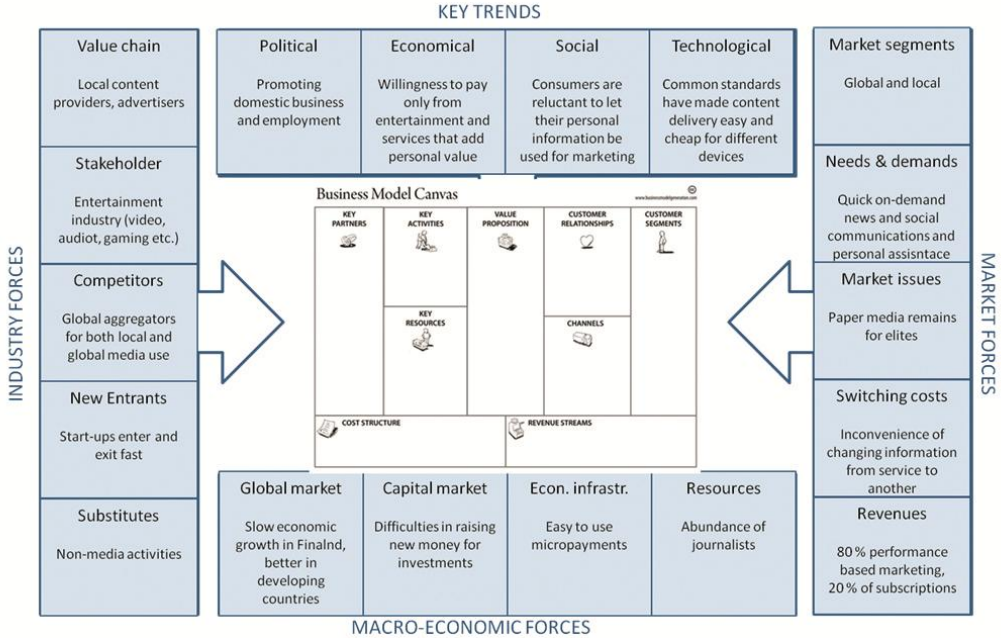 KEY TRENDS
Political
Promoting
domestic business
and employment
Economical
Willingness to pay
only from
entertainment and
services that add
personal value
Social
Consumers are
reluctant to let
their personal
information be
used for marketing
Technological
Common standards
have made content
delivery easy and
cheap for different
devices
INDUSTRY FORCES
Value chain
Local content
providers, advertisers
Stakeholder
Entertainment
industry (video,
audiot, gaming etc.)
Competitors
Global aggregators
for both local and
global media use
New Entrants
Start-ups enter and
exit fast
Substitutes
Non-media activities
Business Model Canvas
www.businessmodelgeneration.com
KEY
PARTNERS
KEY
ACTIVITIES
VALUE
PROPOSITION
CUSTOMER
RELATIONSHIPS
CUSTOMER
SEGMENTS
KEY
RESOURCES
CHANNELS
COST STRUCTURE
REVENUE STREAMS
Market segments
Global and local
Needs & demands
Quick on-demand
news and social
communications and
personal assisntace
Market issues
Paper media remains
for elites
Switching costs
Inconvenience of
changing information
from service to
another
Revenues
80 % performance
based marketing,
20 % of subscriptions
MARKET FORCES
Global market
Slow economic
growth in Finalnd,
better in
developing
countries
Capital market
Difficulties in raising
new money for
investments
Econ. infrastr.
Easy to use
micropayments
Resources
Abundance of
journalists
MACRO-ECONOMIC FORCES